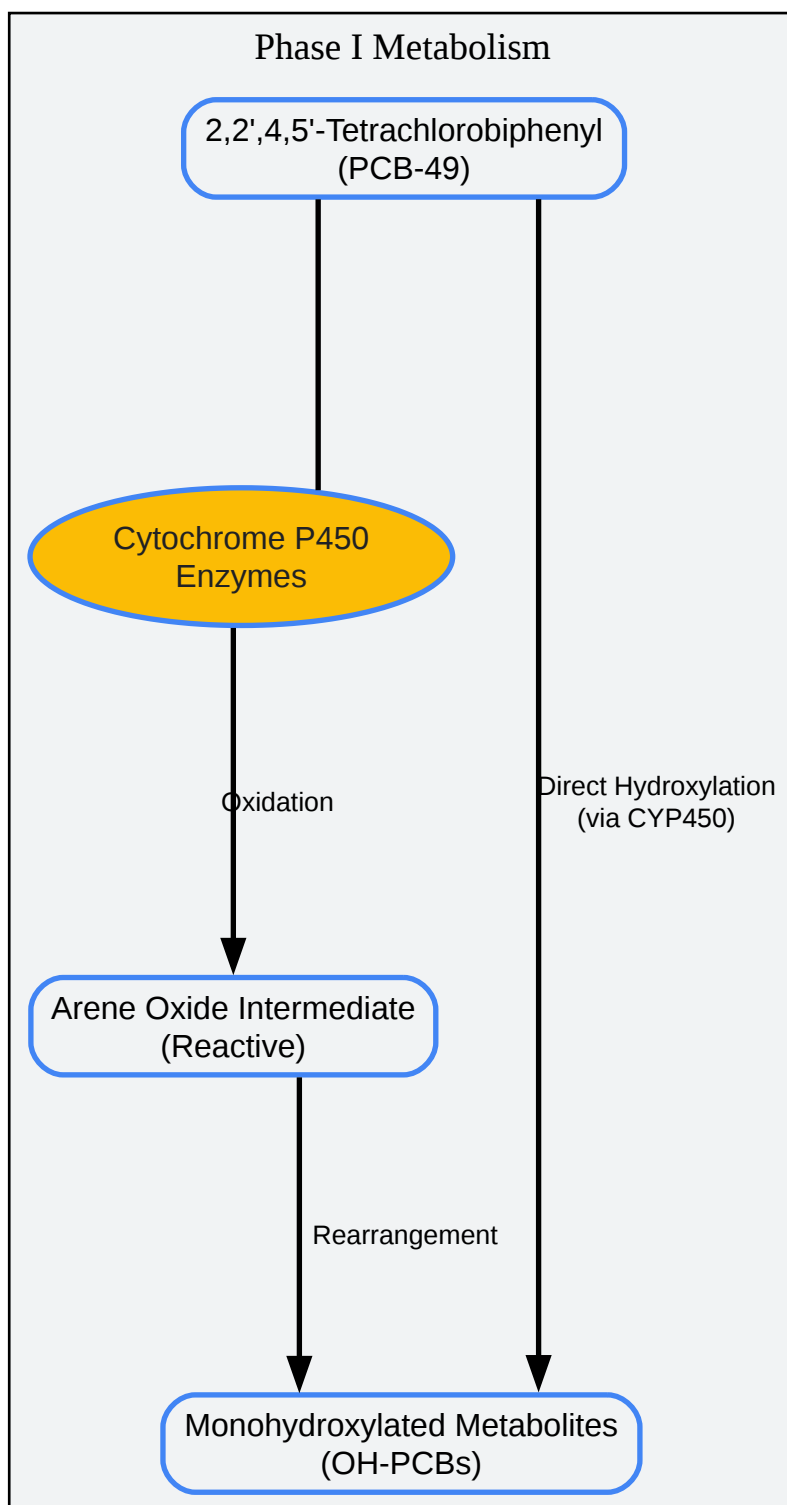 Phase I Metabolism
2,2',4,5'-Tetrachlorobiphenyl
(PCB-49)
Cytochrome P450
Enzymes
Oxidation
Direct Hydroxylation
(via CYP450)
Arene Oxide Intermediate
(Reactive)
Rearrangement
Monohydroxylated Metabolites
(OH-PCBs)